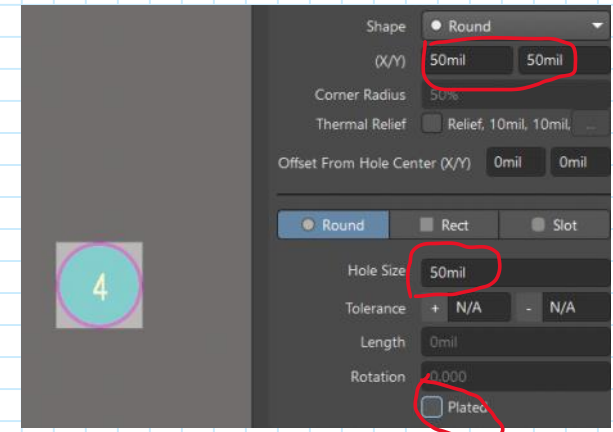 Shape Round
(X/Y) 50mil 50mil
Corner Radius 50%
Thermal Relief Relief, 10mil, 10mil, ...
Offset From Hole Center (X/Y) 0mil 0mil
Round Rect Slot
Hole Size 50mil
4
Tolerance + N/A - N/A
Length 0mil
Rotation 0.000
Plated